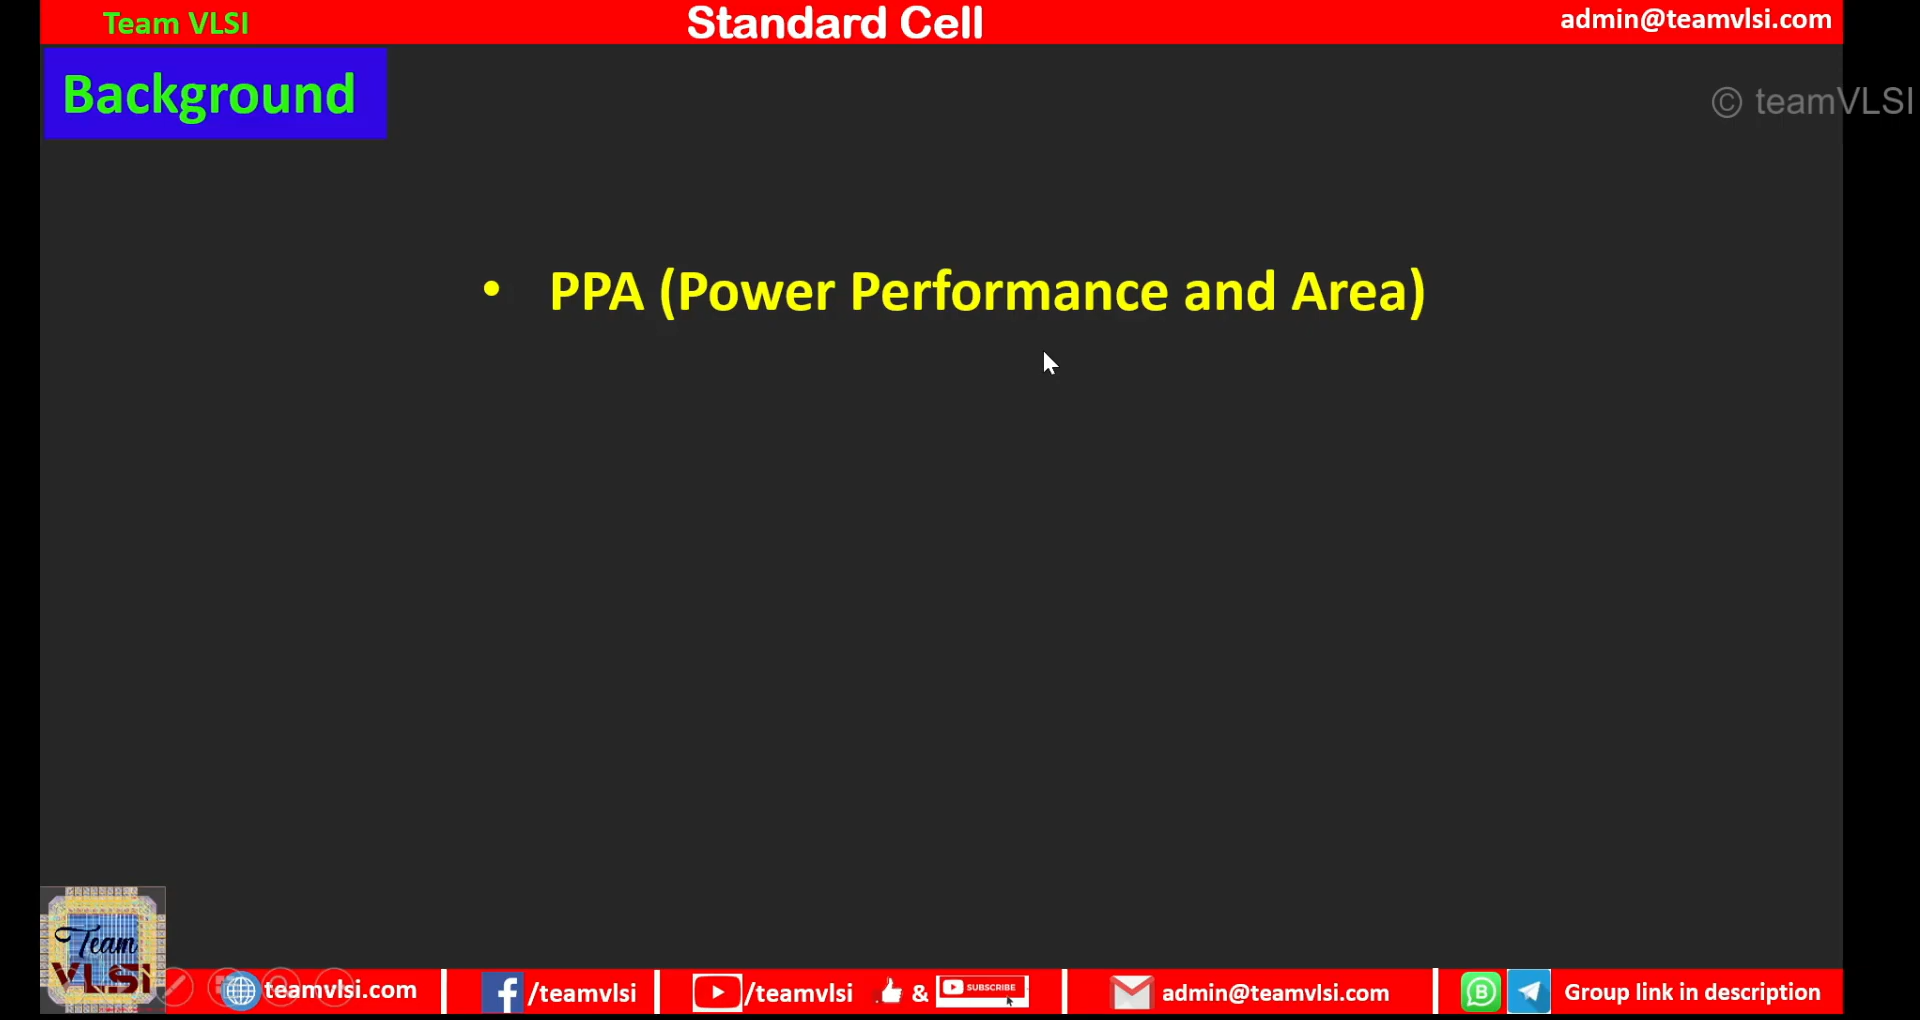 Team VLSI
Standard Cell
admin@teamvlsi.com
Background
© teamVLSI
• PPA (Power Performance and Area)
Team
VLSI
teamvlsi.com
/teamvlsi
/teamvlsi
&
SUBSCRIBE
admin@teamvlsi.com
B
Group link in description